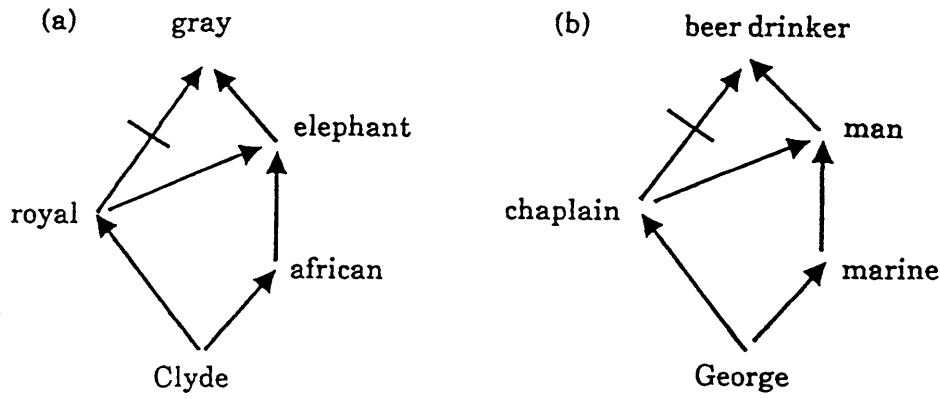 (a)
gray
elephant
royal
african
Clyde
(b)
beer drinker
man
chaplain
marine
George